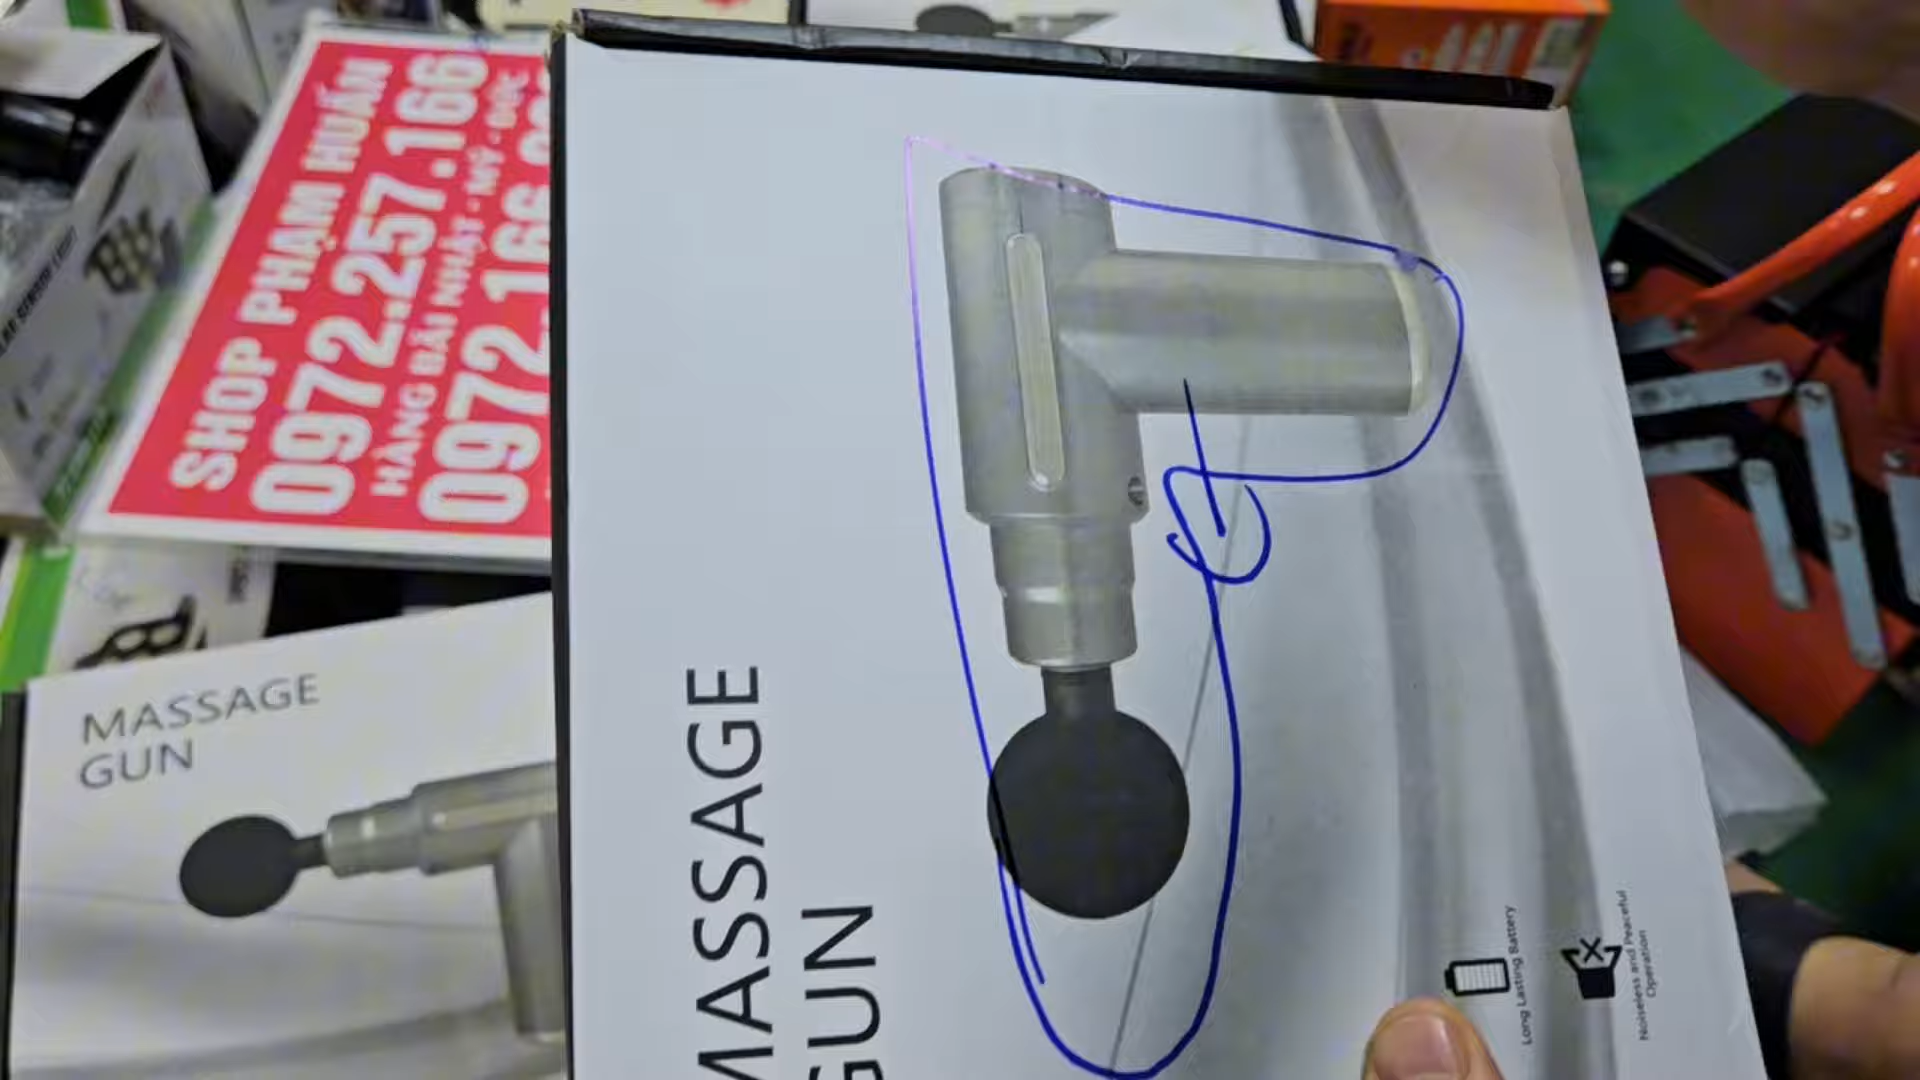 SHOP PHẠM HUẤN
0972.257.166
HÀNG BÃI NHẬT - MỸ - ĐỨC
0972.166
MASSAGE
GUN
MASSAGE
GUN
Long Lasting Battery
Noiseless and Peaceful
Operation